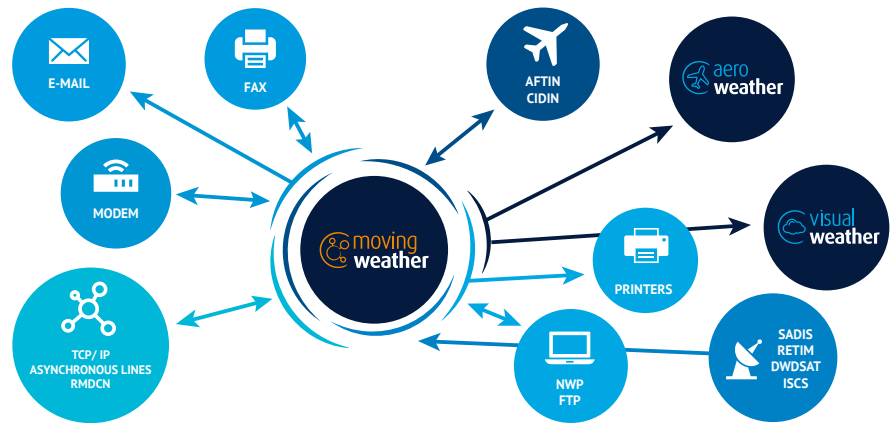 E-MAIL
FAX
AFTIN
CIDIN
aero
weather
MODEM
moving
weather
visual
weather
PRINTERS
TCP/ IP
ASYNCHRONOUS LINES
RMDCN
NWP
FTP
SADIS
RETIM
DWDSAT
ISCS